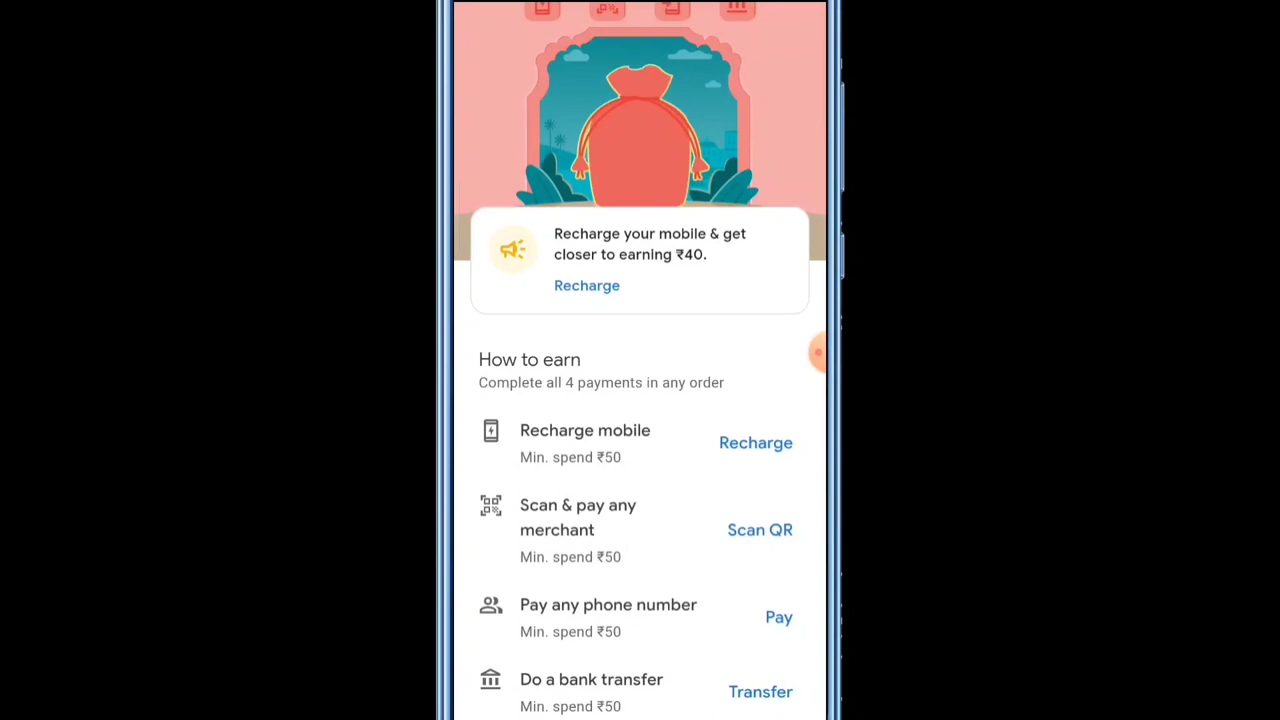 Recharge your mobile & get
closer to earning ₹40.
Recharge
How to earn
Complete all 4 payments in any order
Recharge mobile
Min. spend ₹50
Recharge
Scan & pay any
merchant
Min. spend ₹50
Scan QR
Pay any phone number
Min. spend ₹50
Pay
Do a bank transfer
Min. spend ₹50
Transfer